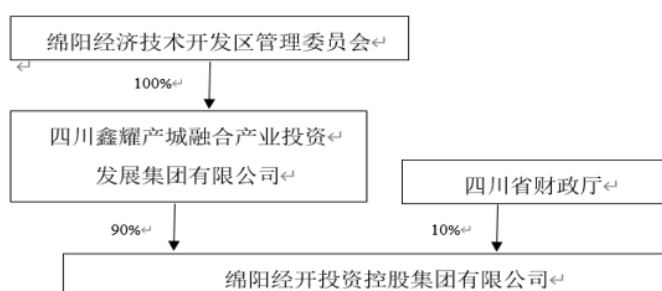 绵阳经济技术开发区管理委员会
100%
四川鑫耀产城融合产业投资
发展集团有限公司
四川省财政厅
90%
10%
绵阳经开投资控股集团有限公司